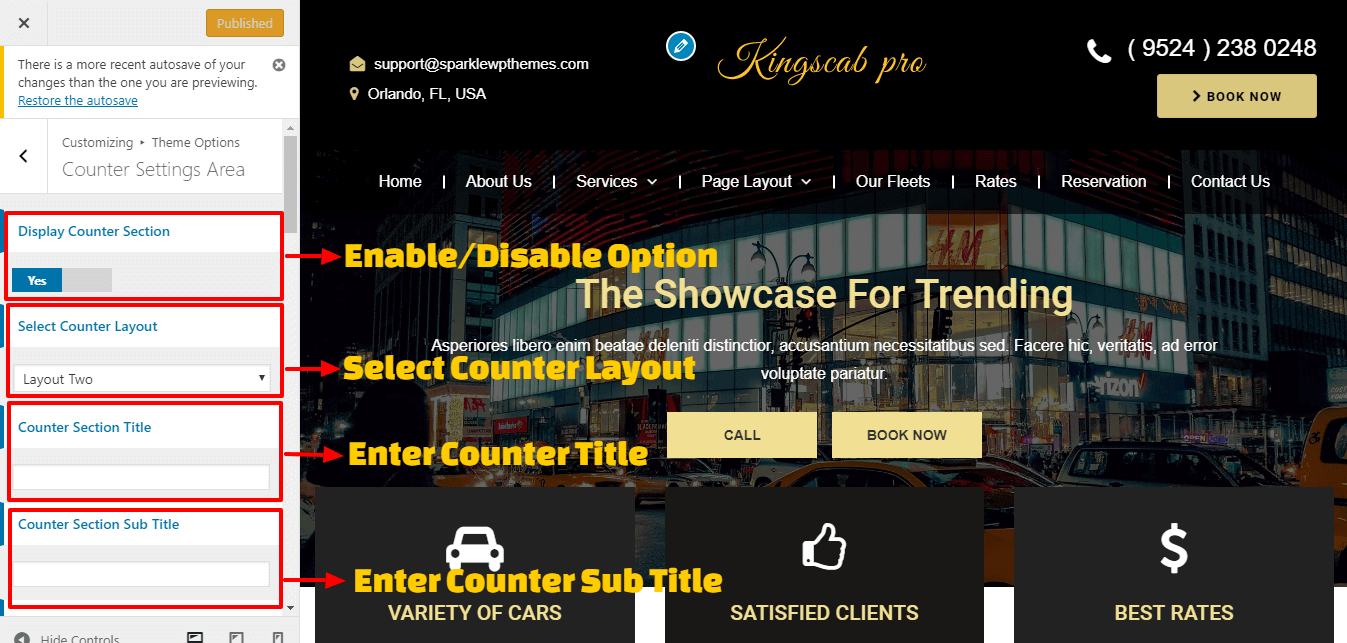 Published
There is a more recent autosave of your
changes than the one you are previewing.
Restore the autosave
Customizing ▸ Theme Options
Counter Settings Area
Display Counter Section
Yes
Select Counter Layout
Layout Two
Counter Section Title
Counter Section Sub Title
Hide Controls
support@sparklewpthemes.com
Orlando, FL, USA
Kingscab pro
( 9524 ) 238 0248
BOOK NOW
Home | About Us | Services | Page Layout | Our Fleets | Rates | Reservation | Contact Us
Enable/Disable Option
H&M
The Showcase For Trending
Asperiores libero enim beatae deleniti distinctior, accusantium necessitatibus sed. Facere hic, veritatis, ad error
voluptate pariatur.
Select Counter Layout
verizon
CALL
BOOK NOW
OPEN
Enter Counter Title
Enter Counter Sub Title
VARIETY OF CARS
SATISFIED CLIENTS
$
BEST RATES